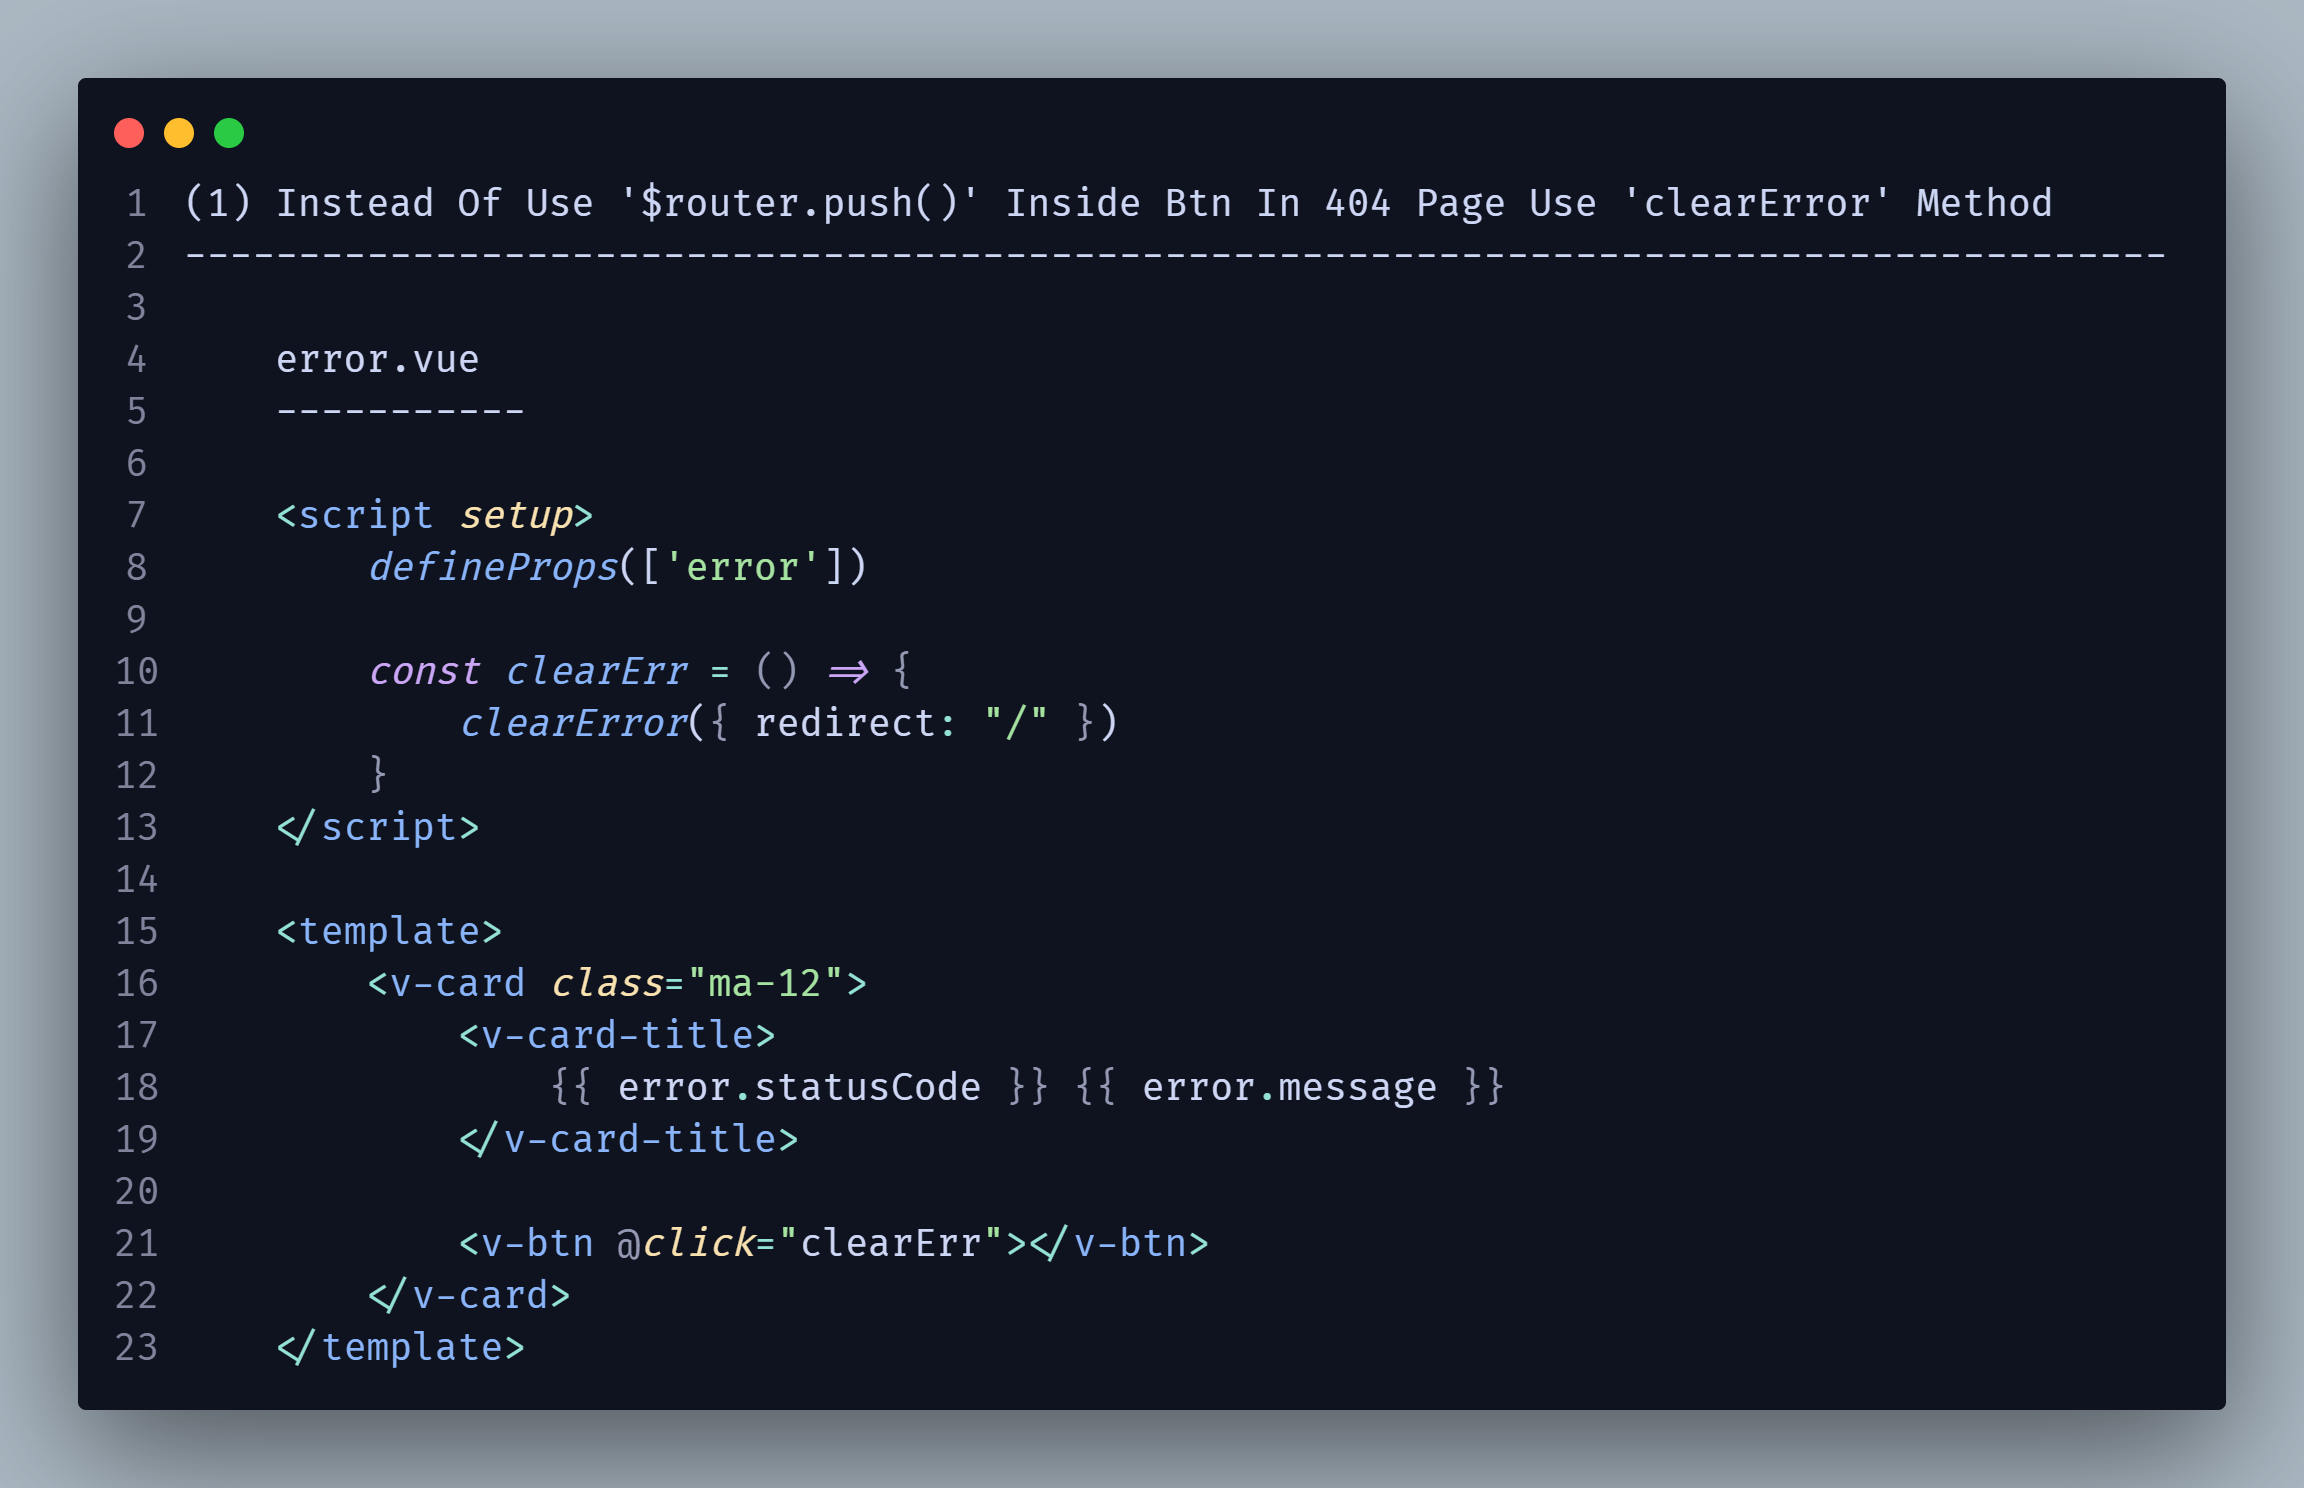 1 (1) Instead Of Use '$router.push()' Inside Btn In 404 Page Use 'clearError' Method
2 ---------------------------------------------------------------------------------------
3
4     error.vue
5     -----------
6
7     <script setup>
8         defineProps(['error'])
9
10         const clearErr = () => {
11             clearError({ redirect: "/" })
12         }
13     </script>
14
15     <template>
16         <v-card class="ma-12">
17             <v-card-title>
18                 {{ error.statusCode }} {{ error.message }}
19             </v-card-title>
20
21             <v-btn @click="clearErr"></v-btn>
22         </v-card>
23     </template>